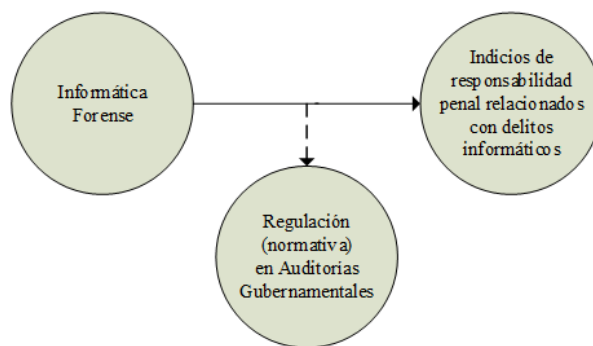 Informática
Forense
Indicios de
responsabilidad
penal relacionados
con delitos
informáticos
Regulación
(normativa)
en Auditorias
Gubernamentales